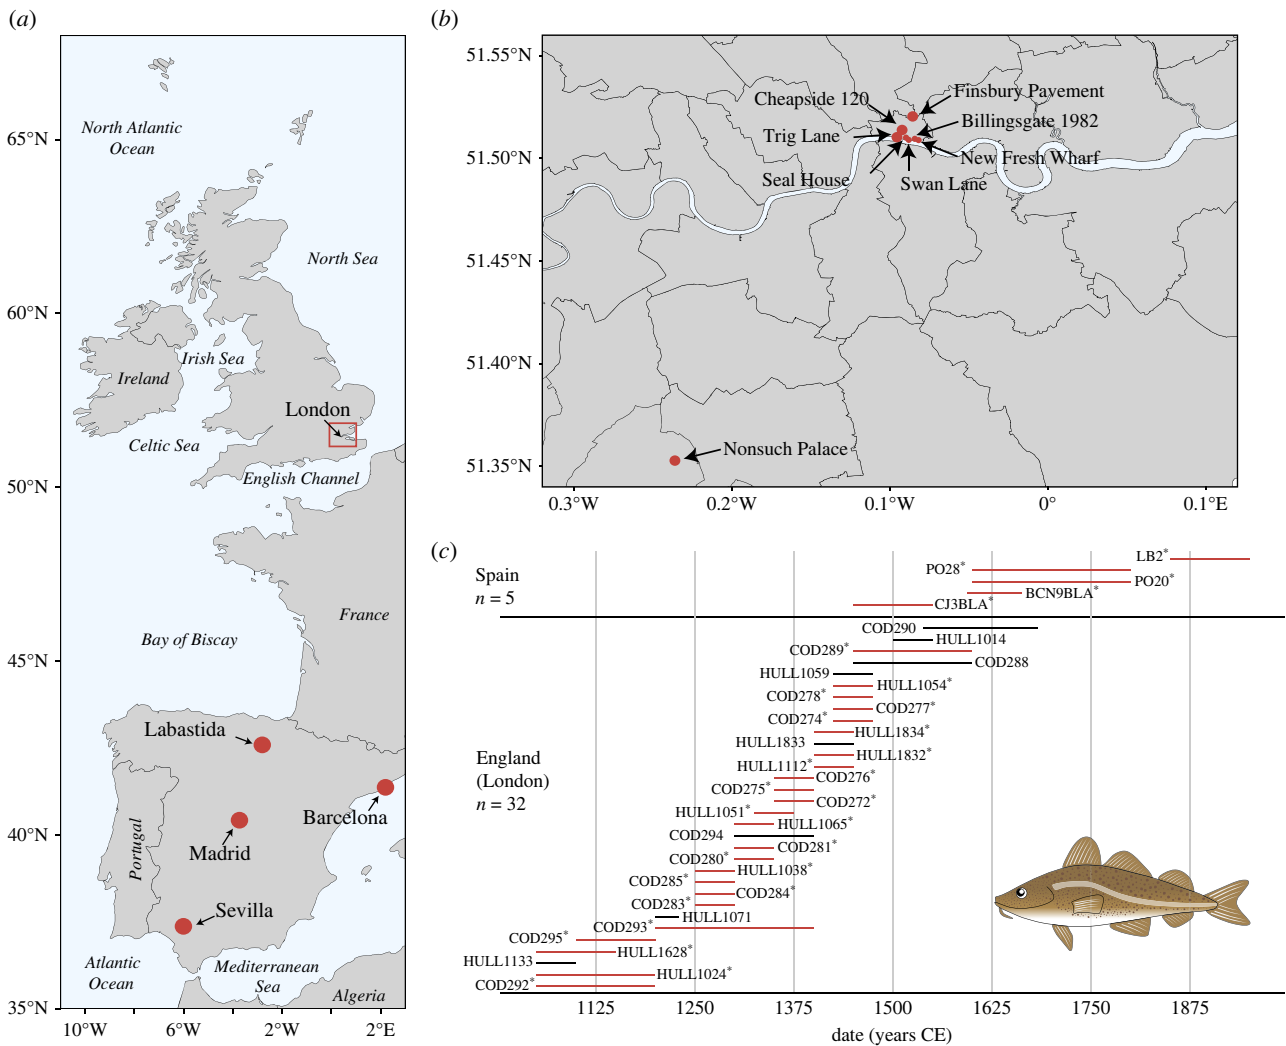 (a)
65°N
60°N
50°N
45°N
40°N
35°N
North Atlantic
Ocean
North Sea
Irish Sea
Ireland
London
Celtic Sea
English Channel
France
Bay of Biscay
Labastida
Barcelona
Madrid
Portugal
Sevilla
Atlantic
Ocean
Mediterranean
Sea
Algeria
10°W
6°W
2°W
2°E
(b)
51.55°N
51.50°N
51.45°N
51.40°N
51.35°N
Cheapside 120
Finsbury Pavement
Trig Lane
Billingsgate 1982
New Fresh Wharf
Seal House
Swan Lane
Nonsuch Palace
0.3°W
0.2°W
0.1°W
0°
0.1°E
(c)
Spain
n = 5
LB2*
PO28*
PO20*
BCN9BLA*
CJ3BLA*
England
(London)
n = 32
COD290
HULL1014
COD289*
COD288
HULL1059
HULL1054*
COD278*
COD277*
COD274*
HULL1834*
HULL1833
HULL1832*
HULL1112*
COD276*
COD275*
COD272*
HULL1051*
HULL1065*
COD294
COD281*
COD280*
HULL1038*
COD285*
COD284*
COD283*
HULL1071
COD293*
COD295*
HULL1628*
HULL1133
HULL1024*
COD292*
1125
1250
1375
1500
1625
1750
1875
date (years CE)